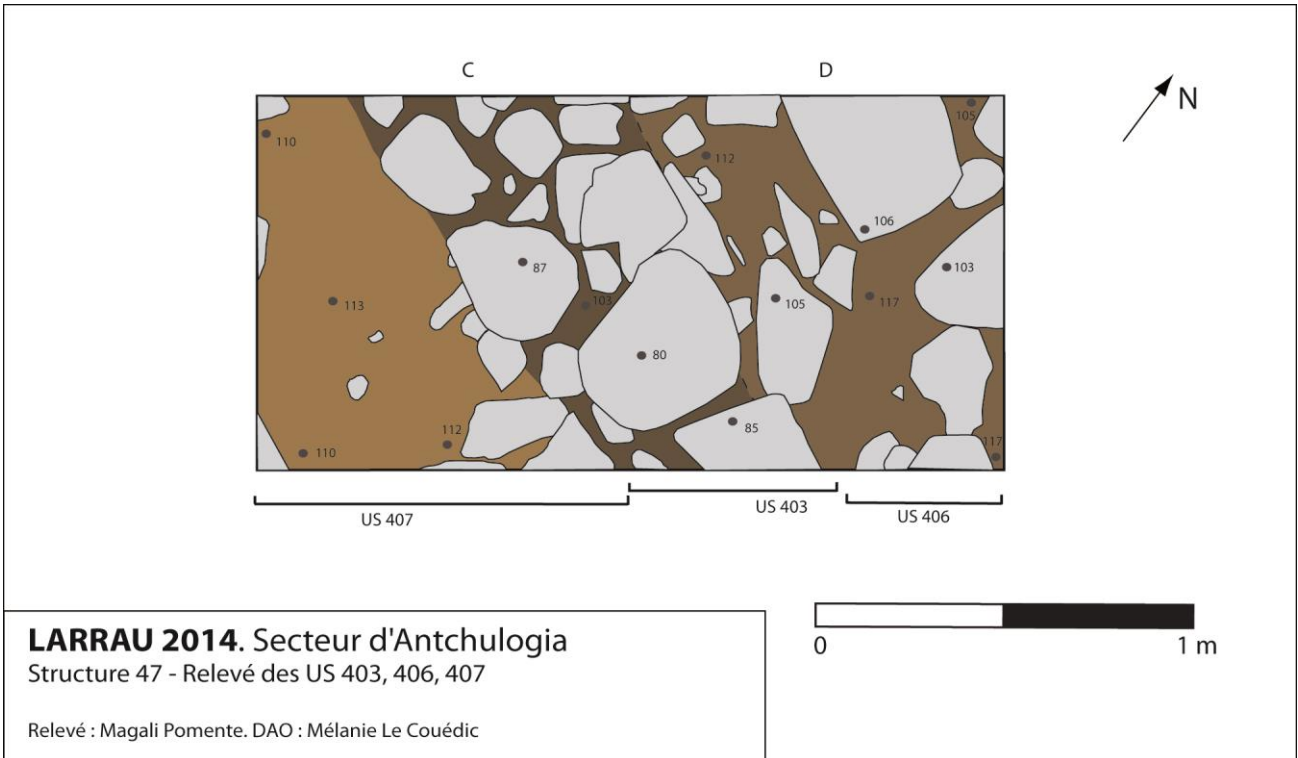 C D
N
105
110
112
106
87
103
113
103
105
117
80
85
112
110
117
US 407
US 403
US 406
LARRAU 2014. Secteur d'Antchulogia
Structure 47 - Relevé des US 403, 406, 407
Relevé : Magali Pomente. DAO : Mélanie Le Couédic
0 1 m